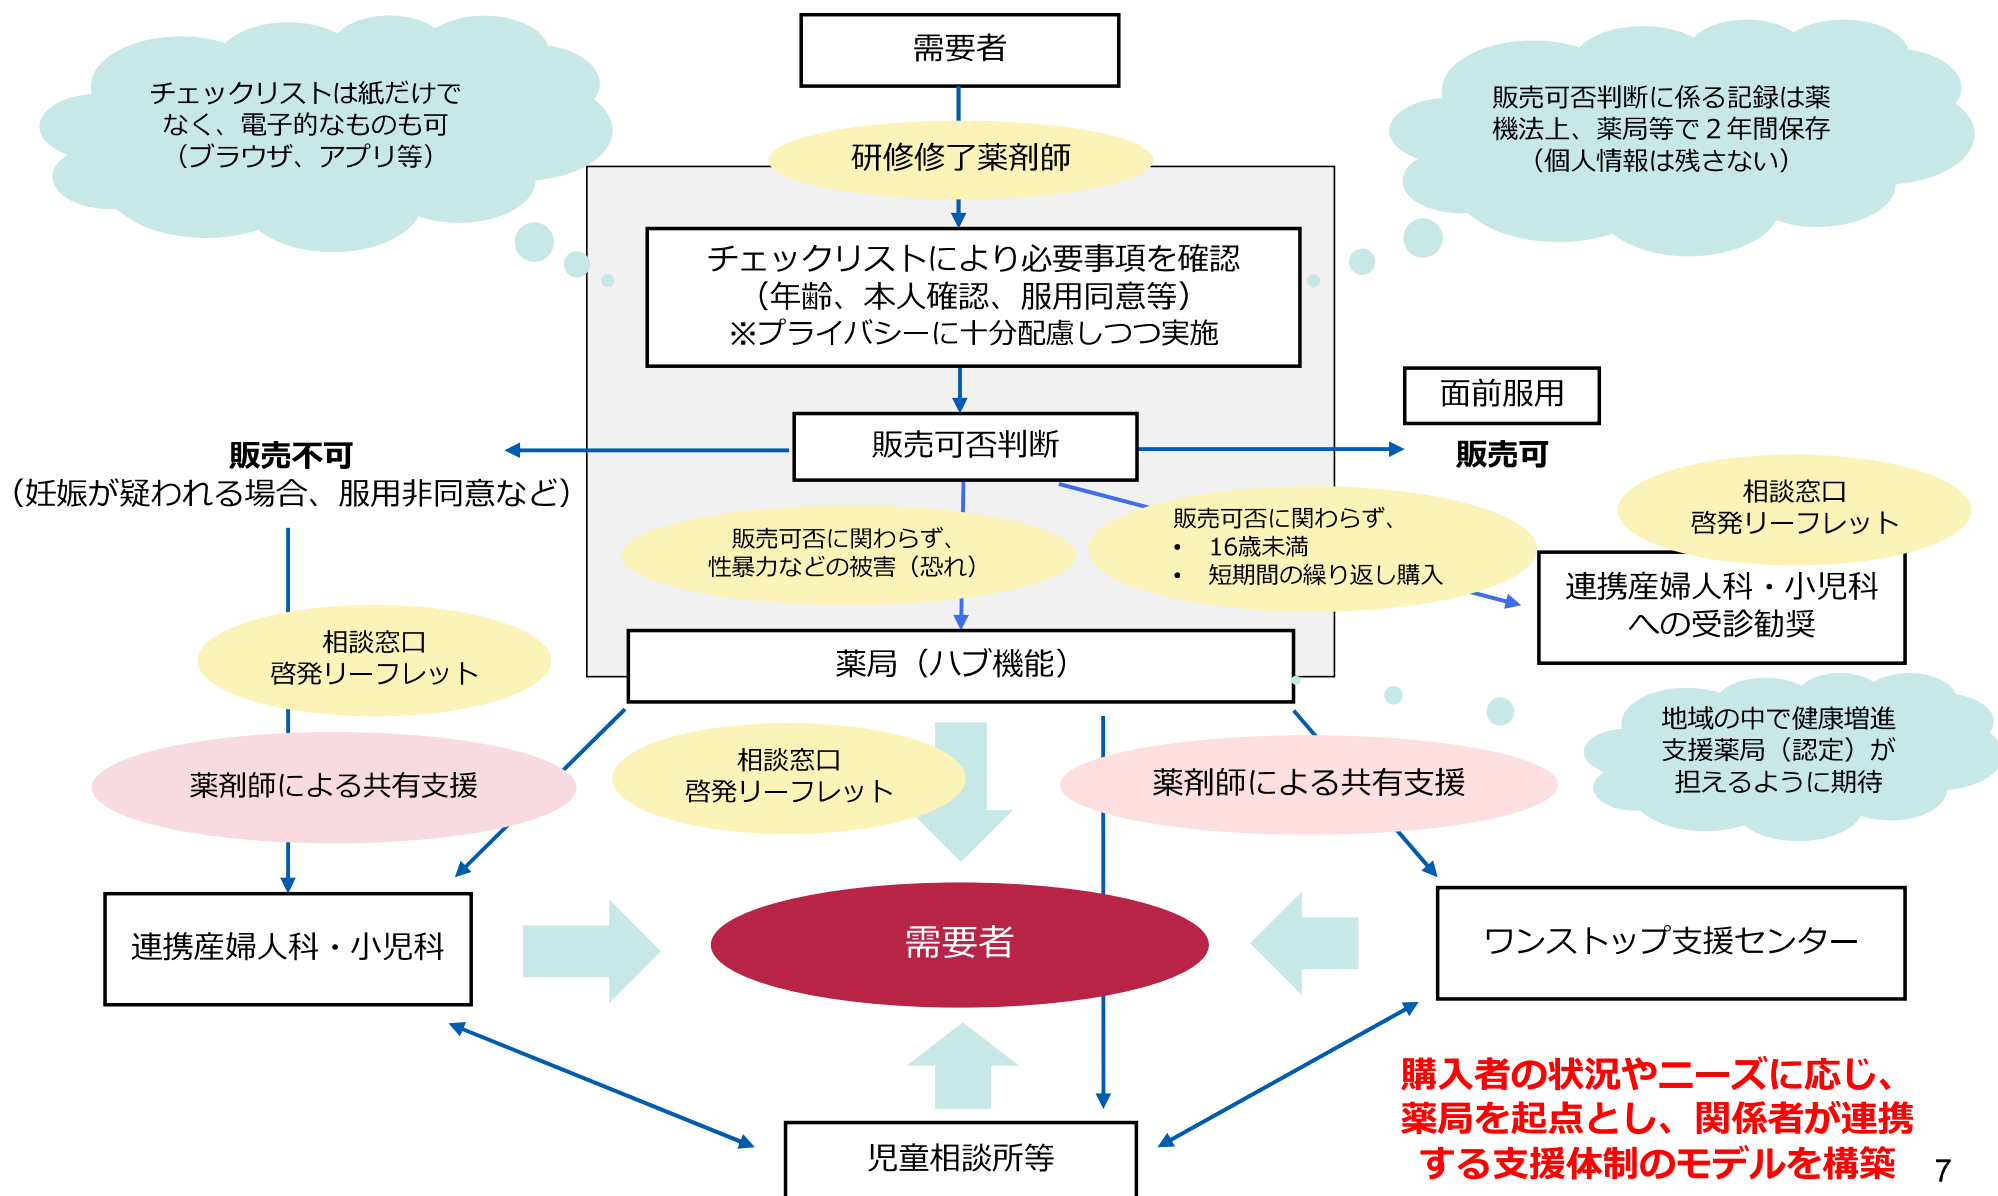 需要者
チェックリストは紙だけで
なく、電子的なものも可
（ブラウザ、アプリ等）
販売可否判断に係る記録は薬
機法上、薬局等で２年間保存
（個人情報は残さない）
研修修了薬剤師
チェックリストにより必要事項を確認
（年齢、本人確認、服用同意等）
※プライバシーに十分配慮しつつ実施
面前服用
販売可否判断
販売不可
（妊娠が疑われる場合、服用非同意など）
販売可
相談窓口
啓発リーフレット
販売可否に関わらず、
性暴力などの被害（恐れ）
販売可否に関わらず、
• 16歳未満
• 短期間の繰り返し購入
連携産婦人科・小児科
への受診勧奨
相談窓口
啓発リーフレット
薬局（ハブ機能）
地域の中で健康増進
支援薬局（認定）が
担えるように期待
薬剤師による共有支援
相談窓口
啓発リーフレット
薬剤師による共有支援
連携産婦人科・小児科
需要者
ワンストップ支援センター
児童相談所等
購入者の状況やニーズに応じ、
薬局を起点とし、関係者が連携
する支援体制のモデルを構築
7